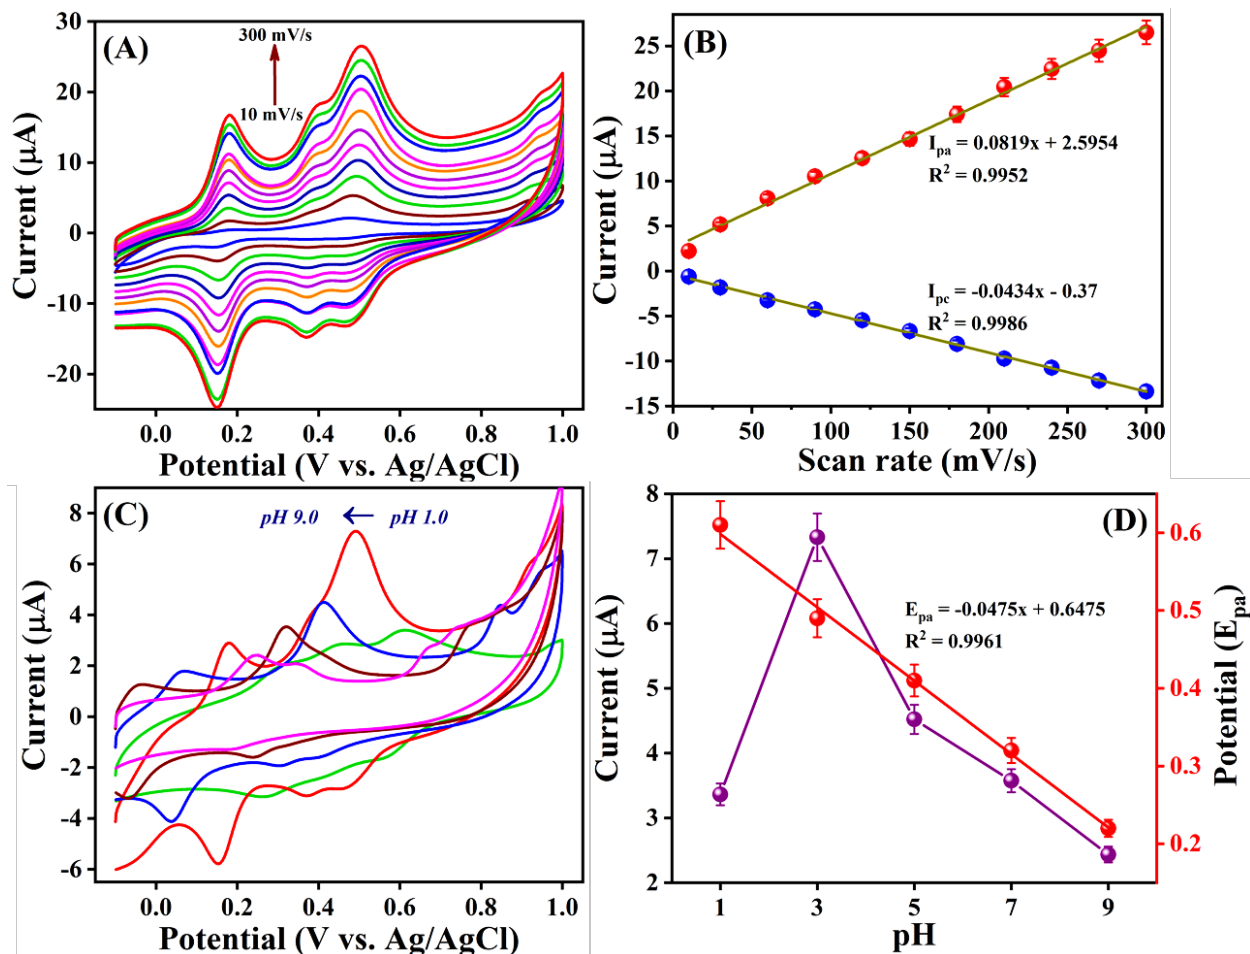 (A)
300 mV/s
10 mV/s
30
20
10
0
-10
-20
Current (µA)
0.0 0.2 0.4 0.6 0.8 1.0
Potential (V vs. Ag/AgCl)
(B)
25
20
15
10
5
0
-5
-10
-15
Current (µA)
I_pa = 0.0819x + 2.5954
R² = 0.9952
I_pc = -0.0434x - 0.37
R² = 0.9986
0 50 100 150 200 250 300
Scan rate (mV/s)
(C)
pH 9.0 ← pH 1.0
8
6
4
2
0
-2
-4
-6
Current (µA)
0.0 0.2 0.4 0.6 0.8 1.0
Potential (V vs. Ag/AgCl)
(D)
8
7
6
5
4
3
2
Current (µA)
E_pa = -0.0475x + 0.6475
R² = 0.9961
0.6
0.5
0.4
0.3
0.2
Potential (E_pa)
1 3 5 7 9
pH